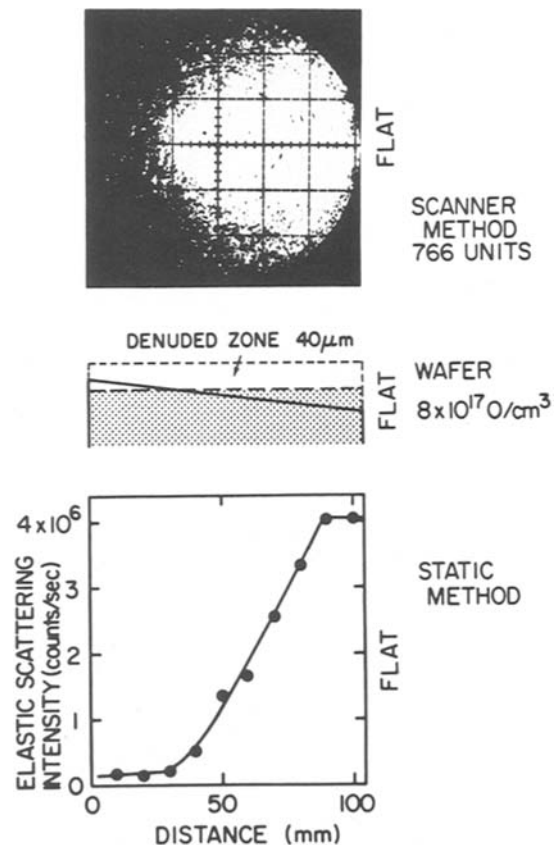 FLAT
SCANNER
METHOD
766 UNITS
DENUDED ZONE 40μm
WAFER
FLAT
8x10¹⁷O/cm³
4x10⁶
3
2
1
0
ELASTIC SCATTERING
INTENSITY (counts/sec)
STATIC
METHOD
FLAT
0
50
100
DISTANCE (mm)